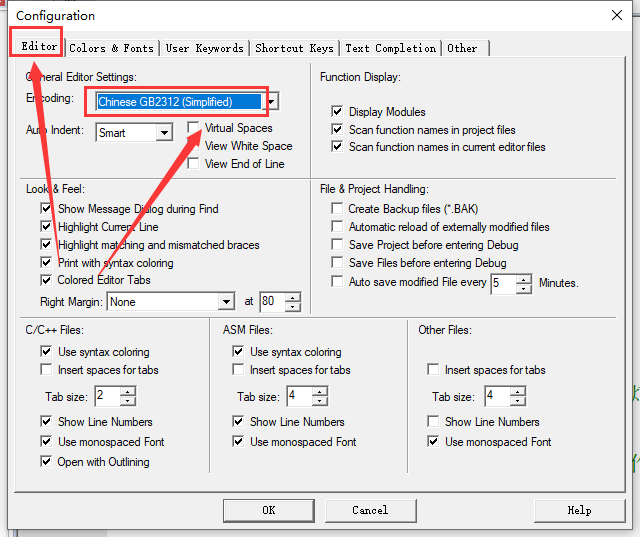 Configuration
Editor
Colors & Fonts
User Keywords
Shortcut Keys
Text Completion
Other
General Editor Settings:
Encoding:
Chinese GB2312 (Simplified)
Auto Indent:
Smart
Virtual Spaces
View White Space
View End of Line
Function Display:
Display Modules
Scan function names in project files
Scan function names in current editor files
Look & Feel:
Show Message Dialog during Find
Highlight Current Line
Highlight matching and mismatched braces
Print with syntax coloring
Colored Editor Tabs
Right Margin:
None
at
80
File & Project Handling:
Create Backup files (*.BAK)
Automatic reload of externally modified files
Save Project before entering Debug
Save Files before entering Debug
Auto save modified File every
5
Minutes.
C/C++ Files:
Use syntax coloring
Insert spaces for tabs
Tab size:
2
Show Line Numbers
Use monospaced Font
Open with Outlining
ASM Files:
Use syntax coloring
Insert spaces for tabs
Tab size:
4
Show Line Numbers
Use monospaced Font
Other Files:
Insert spaces for tabs
Tab size:
4
Show Line Numbers
Use monospaced Font
OK
Cancel
Help